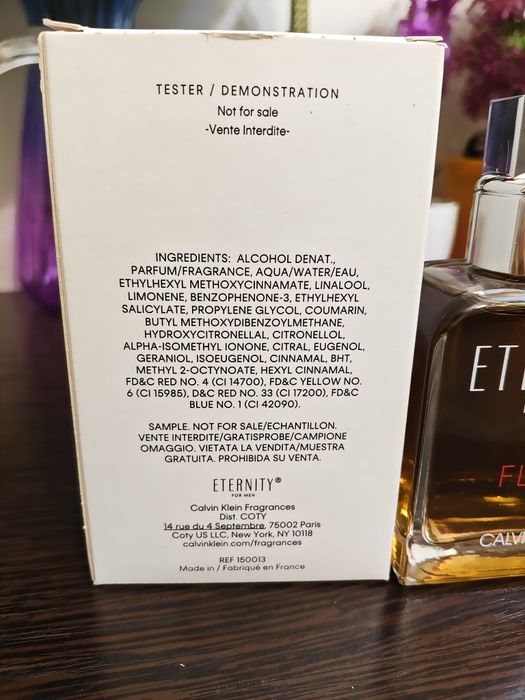 TESTER / DEMONSTRATION
Not for sale
-Vente Interdite-
INGREDIENTS: ALCOHOL DENAT.,
PARFUM/FRAGRANCE, AQUA/WATER/EAU,
ETHYLHEXYL METHOXYCINNAMATE, LINALOOL,
LIMONENE, BENZOPHENONE-3, ETHYLHEXYL
SALICYLATE, PROPYLENE GLYCOL, COUMARIN,
BUTYL METHOXYDIBENZOYLMETHANE,
HYDROXYCITRONELLAL, CITRONELLOL,
ALPHA-ISOMETHYL IONONE, CITRAL, EUGENOL,
GERANIOL, ISOEUGENOL, CINNAMAL, BHT,
METHYL 2-OCTYNOATE, HEXYL CINNAMAL,
FD&C RED NO. 4 (CI 14700), FD&C YELLOW NO.
6 (CI 15985), D&C RED NO. 33 (CI 17200), FD&C
BLUE NO. 1 (CI 42090).
SAMPLE. NOT FOR SALE/ECHANTILLON.
VENTE INTERDITE/GRATISPROBE/CAMPIONE
OMAGGIO. VIETATA LA VENDITA/MUESTRA
GRATUITA. PROHIBIDA SU VENTA.
ETERNITY®
FOR MEN
Calvin Klein Fragrances
Dist. COTY
14 rue du 4 Septembre, 75002 Paris
Coty US LLC, New York, NY 10118
calvinklein.com/fragrances
REF 150013
Made in / Fabriqué en France
ETE
FL
CALV